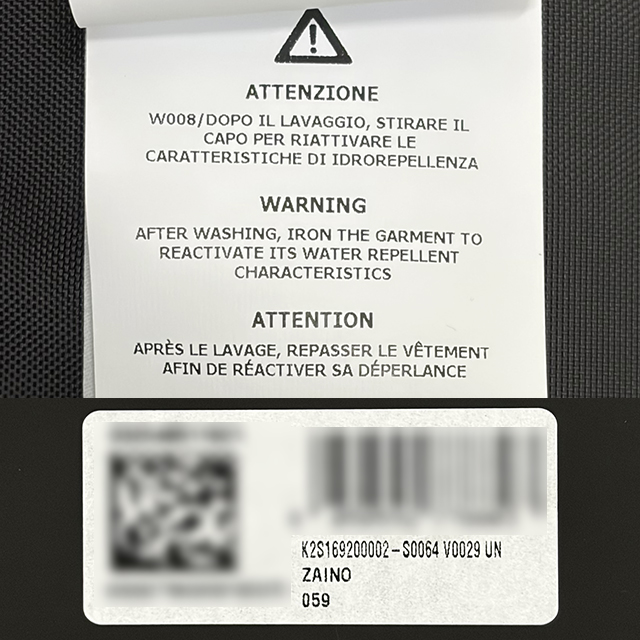 ATTENZIONE
W008/DOPO IL LAVAGGIO, STIRARE IL
CAPO PER RIATTIVARE LE
CARATTERISTICHE DI IDROREPELLENZA
WARNING
AFTER WASHING, IRON THE GARMENT TO
REACTIVATE ITS WATER REPELLENT
CHARACTERISTICS
ATTENTION
APRÈS LE LAVAGE, REPASSER LE VÊTEMENT
AFIN DE RÉACTIVER SA DÉPERLANCE
K2S169200002-S0064 V0029 UN
ZAINO
059